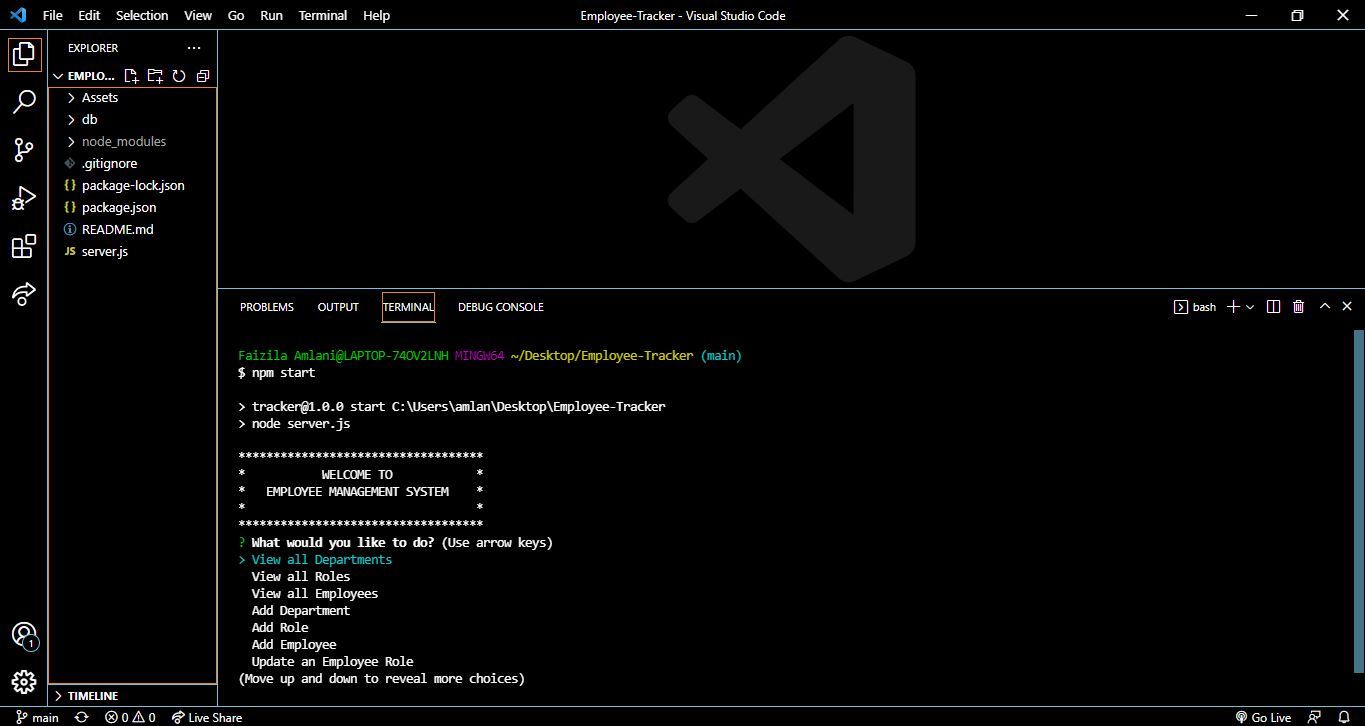 File Edit Selection View Go Run Terminal Help Employee-Tracker - Visual Studio Code
EXPLORER ...
EMPLO...
Assets
db
node_modules
.gitignore
{} package-lock.json
{} package.json
README.md
JS server.js
TIMELINE
PROBLEMS OUTPUT TERMINAL DEBUG CONSOLE bash
Faizila Amlani@LAPTOP-74OV2LNH MINGW64 ~/Desktop/Employee-Tracker (main)
$ npm start
> tracker@1.0.0 start C:\Users\amlan\Desktop\Employee-Tracker
> node server.js
***********************************
* WELCOME TO *
* EMPLOYEE MANAGEMENT SYSTEM *
* *
***********************************
? What would you like to do? (Use arrow keys)
> View all Departments
View all Roles
View all Employees
Add Department
Add Role
Add Employee
Update an Employee Role
(Move up and down to reveal more choices)
1
main 0 0 Live Share Go Live